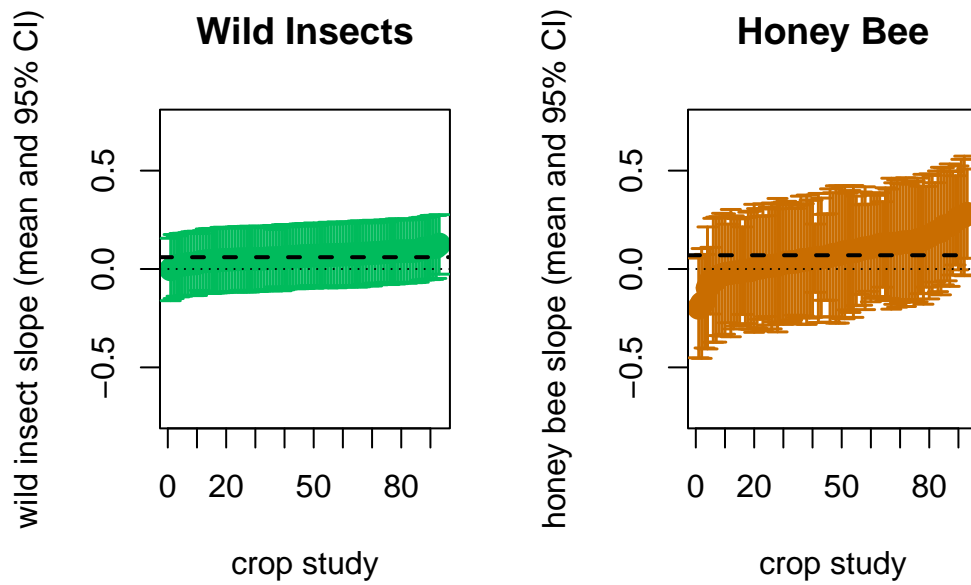 Wild Insects
wild insect slope (mean and 95% CI)
0.5
0.0
−0.5
0 20 50 80
crop study
Honey Bee
honey bee slope (mean and 95% CI)
0.5
0.0
−0.5
0 20 50 80
crop study